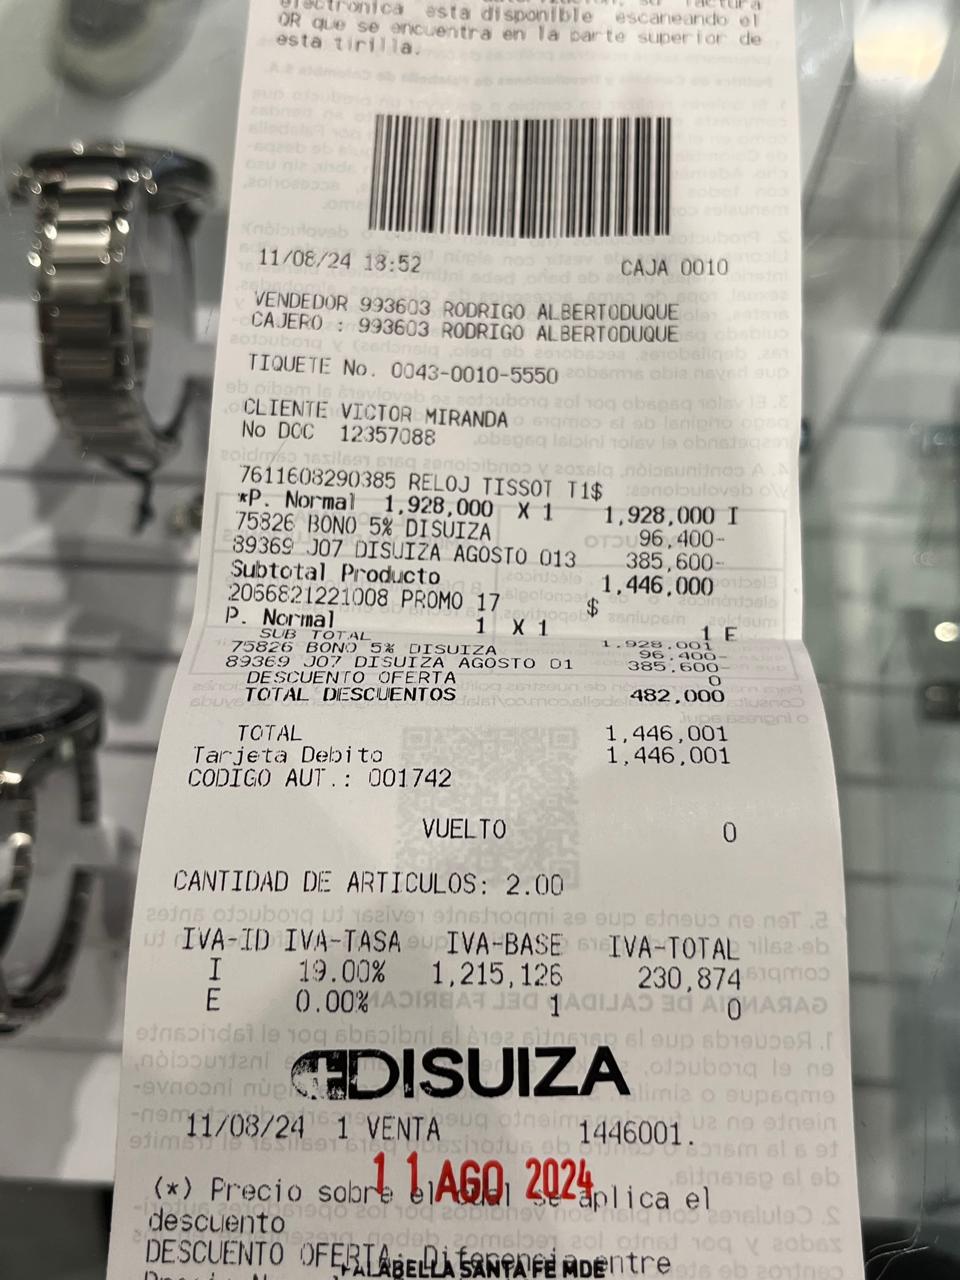 electronica esta disponible escaneando el
QR que se encuentra en la parte superior de
esta tirilla.
11/08/24 18:52 CAJA 0010
VENDEDOR 993603 RODRIGO ALBERTODUQUE
CAJERO : 993603 RODRIGO ALBERTODUQUE
TIQUETE No. 0043-0010-5550
CLIENTE VICTOR MIRANDA
No DOC 12357088
7611608290385 RELOJ TISSOT T1$
*P. Normal 1,928,000 X 1 1,928,000 I
75826 BONO 5% DISUIZA 96,400-
89369 J07 DISUIZA AGOSTO 013 385,600-
Subtotal Producto 1,446,000
2066821221008 PROMO 17 $
P. Normal 1 X 1 1 E
SUB TOTAL 1,928,001
75826 BONO 5% DISUIZA 96,400-
89369 J07 DISUIZA AGOSTO 01 385,600-
DESCUENTO OFERTA 0
TOTAL DESCUENTOS 482,000
TOTAL 1,446,001
Tarjeta Debito 1,446,001
CODIGO AUT.: 001742
VUELTO 0
CANTIDAD DE ARTICULOS: 2.00
IVA-ID IVA-TASA IVA-BASE IVA-TOTAL
I 19.00% 1,215,126 230,874
E 0.00% 1 0
DISUIZA
11/08/24 1 VENTA 1446001.
11 AGO 2024
(*) Precio sobre el cual se aplica el
descuento
DESCUENTO OFERTA: Diferencia entre
FALABELLA SANTA FE MDE